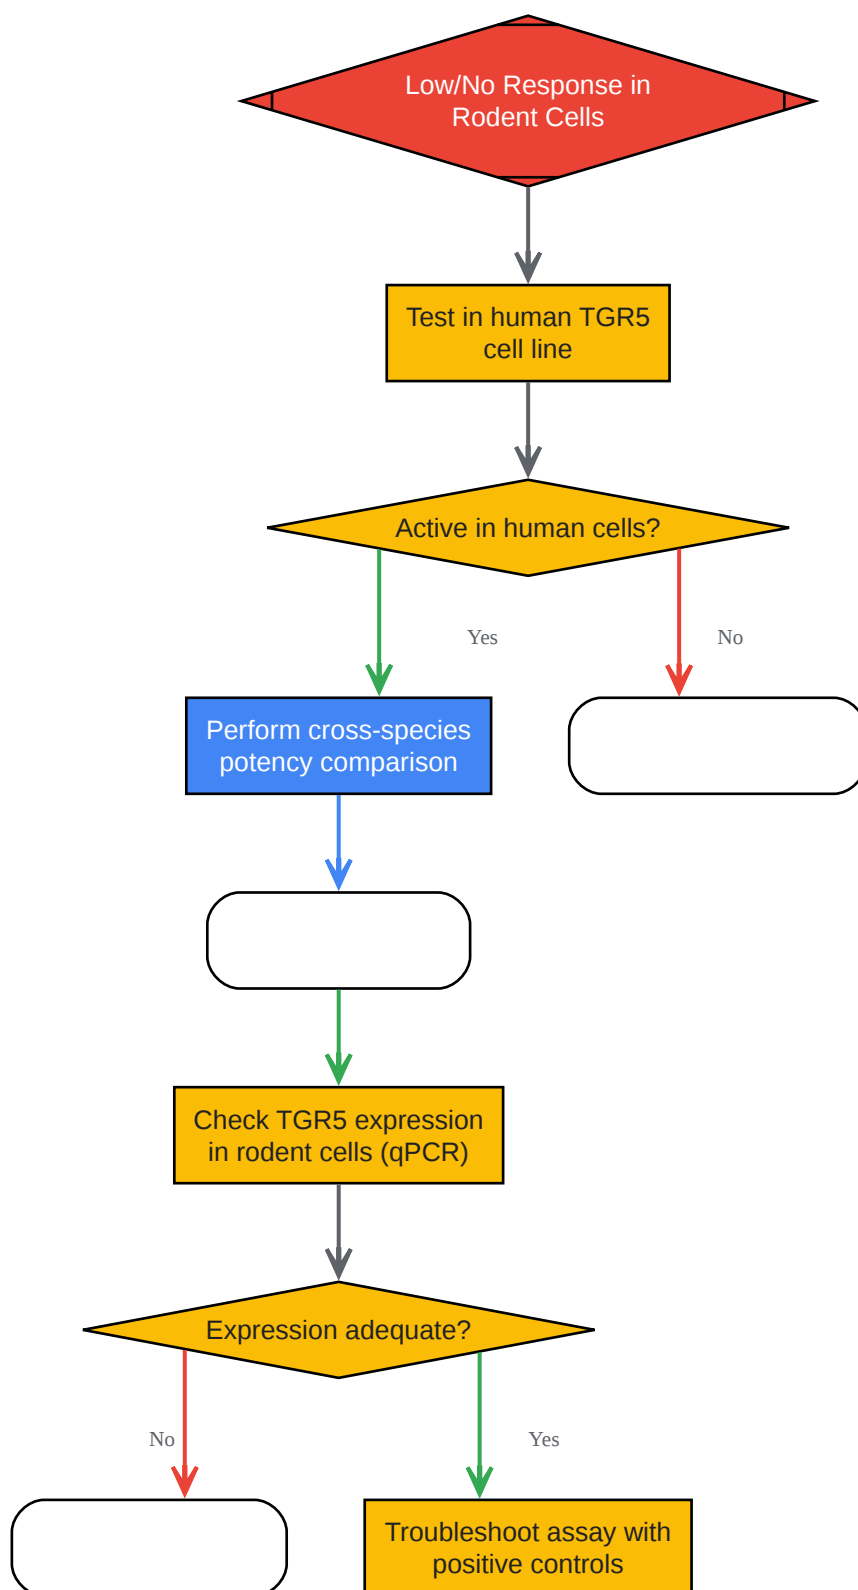 Low/No Response in
Rodent Cells
Test in human TGR5
cell line
Active in human cells?
Yes
No
Perform cross-species
potency comparison
Check TGR5 expression
in rodent cells (qPCR)
Expression adequate?
No
Yes
Troubleshoot assay with
positive controls